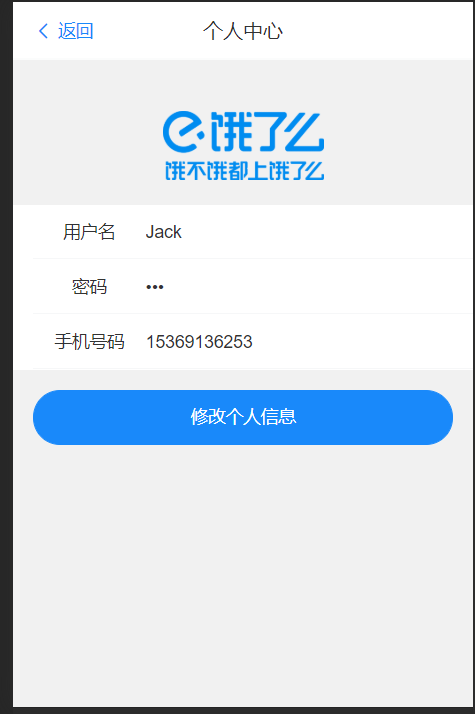 返回 个人中心
e饿了么
饿不饿都上饿了么
用户名 Jack
密码 •••
手机号码 15369136253
修改个人信息